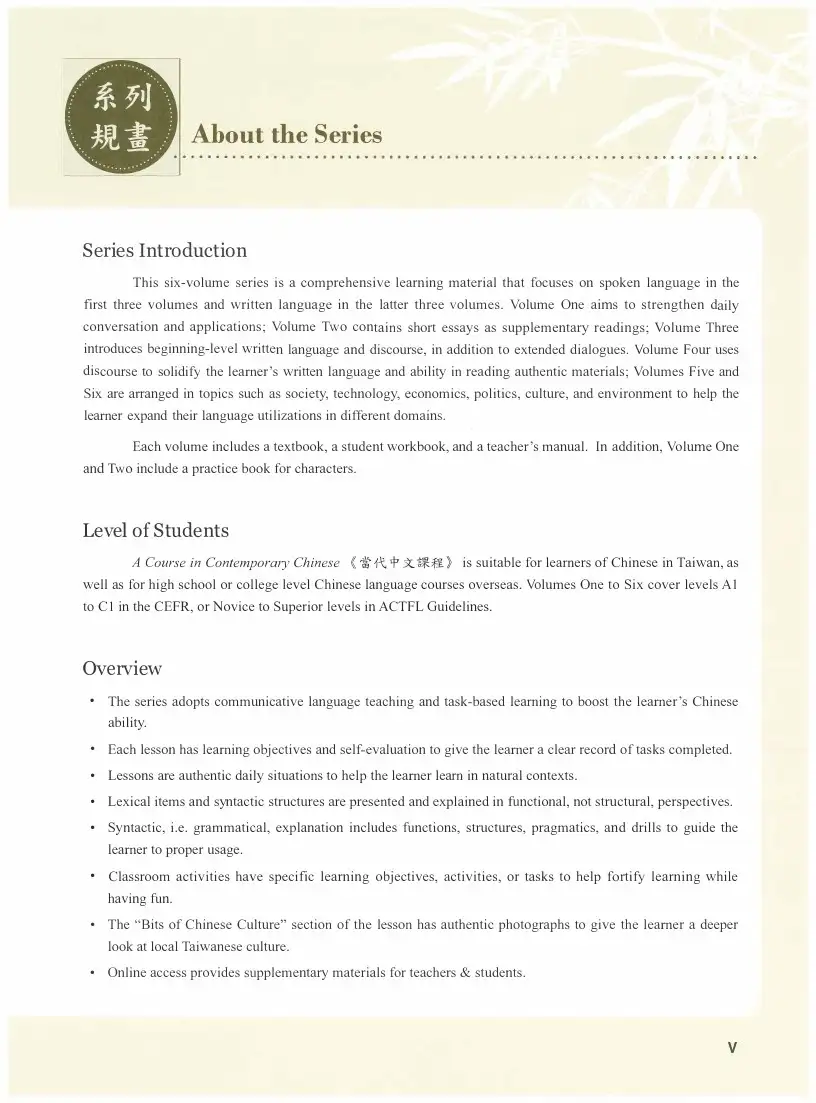 系列
規畫
About the Series
Series Introduction
This six-volume series is a comprehensive learning material that focuses on spoken language in the
first three volumes and written language in the latter three volumes. Volume One aims to strengthen daily
conversation and applications; Volume Two contains short essays as supplementary readings; Volume Three
introduces beginning-level written language and discourse, in addition to extended dialogues. Volume Four uses
discourse to solidify the learner’s written language and ability in reading authentic materials; Volumes Five and
Six are arranged in topics such as society, technology, economics, politics, culture, and environment to help the
learner expand their language utilizations in different domains.
Each volume includes a textbook, a student workbook, and a teacher’s manual. In addition, Volume One
and Two include a practice book for characters.
Level of Students
A Course in Contemporary Chinese 《當代中文課程》 is suitable for learners of Chinese in Taiwan, as
well as for high school or college level Chinese language courses overseas. Volumes One to Six cover levels A1
to C1 in the CEFR, or Novice to Superior levels in ACTFL Guidelines.
Overview
• The series adopts communicative language teaching and task-based learning to boost the learner’s Chinese
ability.
• Each lesson has learning objectives and self-evaluation to give the learner a clear record of tasks completed.
• Lessons are authentic daily situations to help the learner learn in natural contexts.
• Lexical items and syntactic structures are presented and explained in functional, not structural, perspectives.
• Syntactic, i.e. grammatical, explanation includes functions, structures, pragmatics, and drills to guide the
learner to proper usage.
• Classroom activities have specific learning objectives, activities, or tasks to help fortify learning while
having fun.
• The “Bits of Chinese Culture” section of the lesson has authentic photographs to give the learner a deeper
look at local Taiwanese culture.
• Online access provides supplementary materials for teachers & students.
V